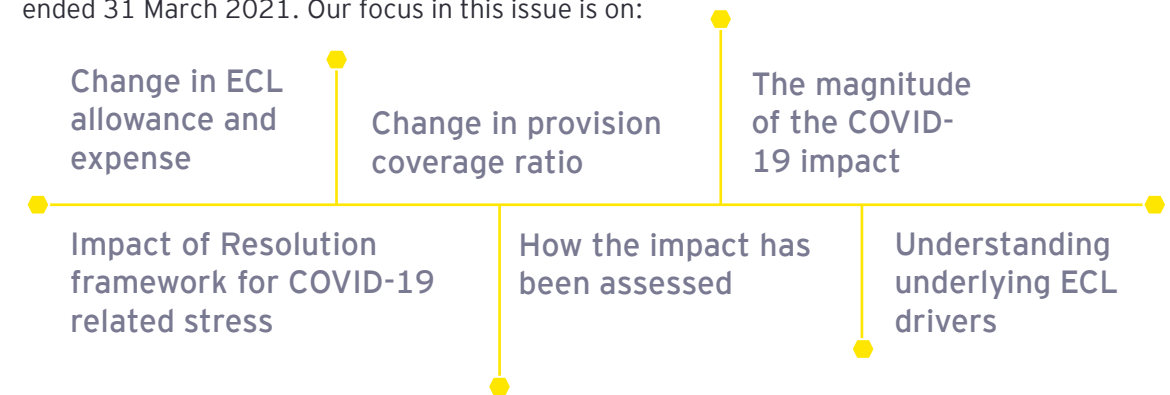 ended 31 March 2021. Our focus in this issue is on:
Change in ECL
allowance and
expense
Change in provision
coverage ratio
The magnitude
of the COVID-
19 impact
Impact of Resolution
framework for COVID-19
related stress
How the impact has
been assessed
Understanding
underlying ECL
drivers